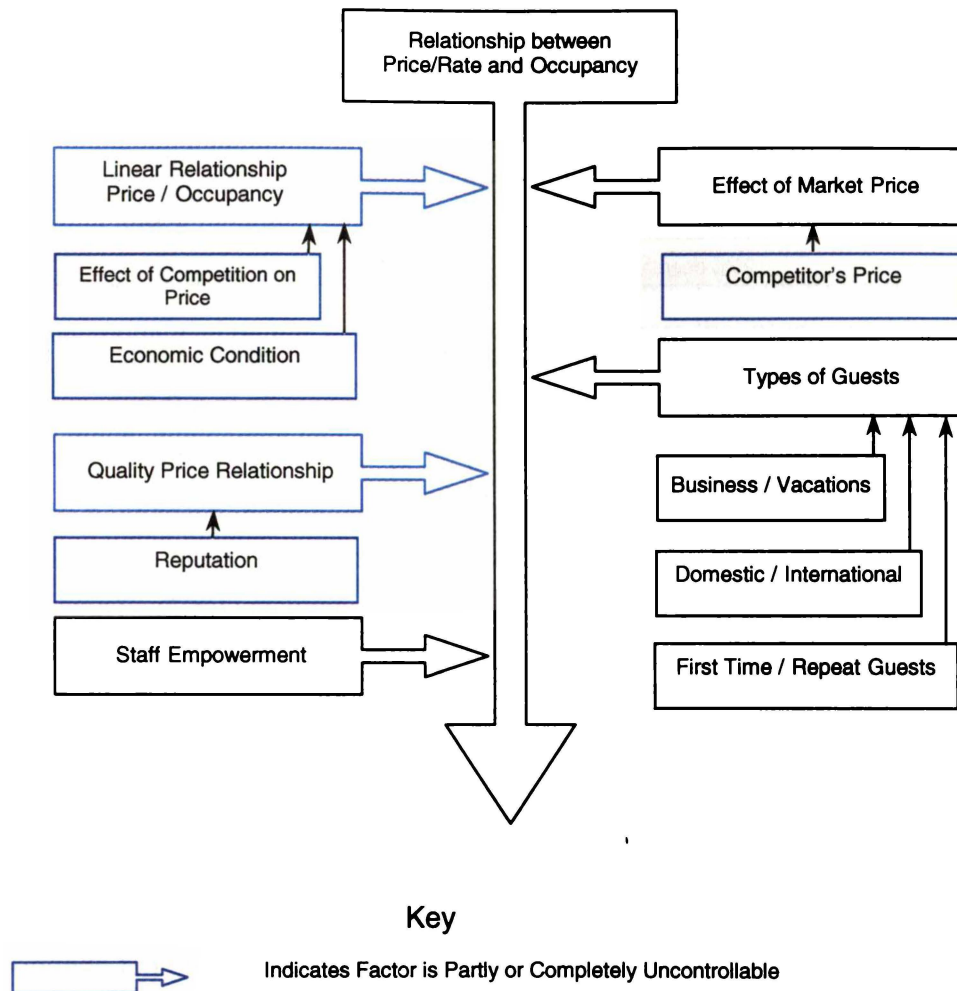 Relationship between
Price/Rate and Occupancy
Linear Relationship
Price / Occupancy
Effect of Competition on
Price
Economic Condition
Quality Price Relationship
Reputation
Staff Empowerment
Effect of Market Price
Competitor's Price
Types of Guests
Business / Vacations
Domestic / International
First Time / Repeat Guests
Key
Indicates Factor is Partly or Completely Uncontrollable